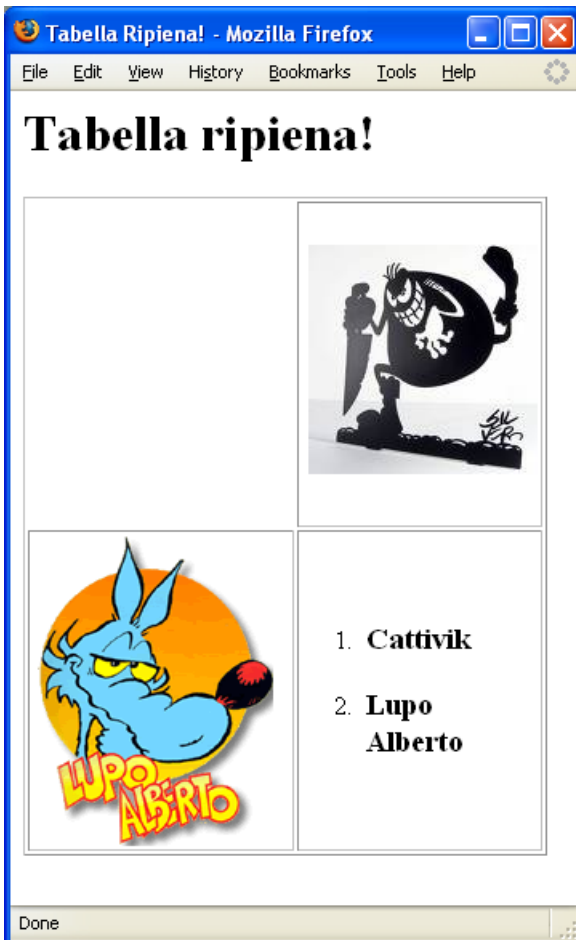 Tabella Ripiena! - Mozilla Firefox
File Edit View History Bookmarks Tools Help
Tabella ripiena!
SILVER
1. Cattivik
2. Lupo
Alberto
LUPO
ALBERTO
Done